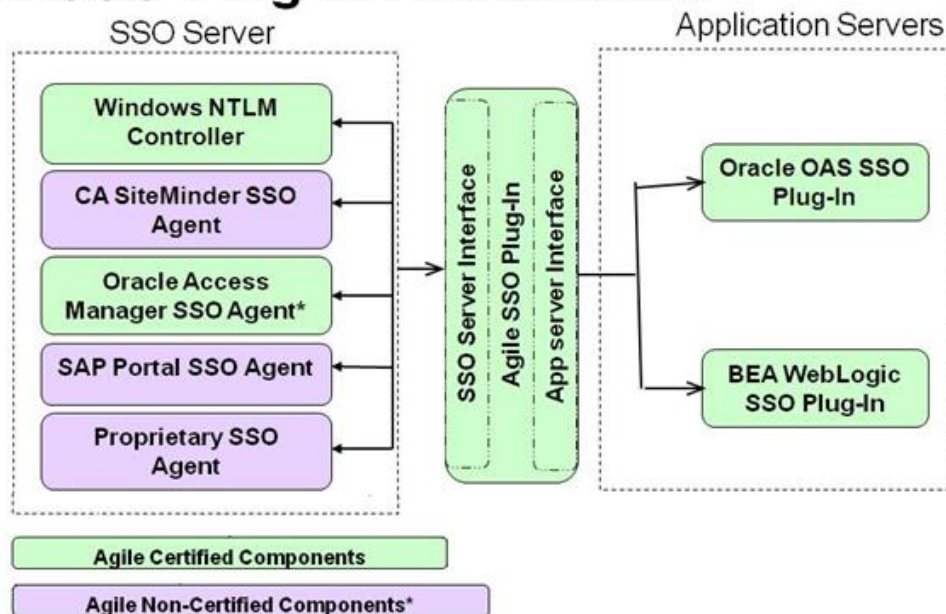 SSO Server
Application Servers
Windows NTLM
Controller
CA SiteMinder SSO
Agent
Oracle Access
Manager SSO Agent*
SAP Portal SSO Agent
Proprietary SSO
Agent
SSO Server Interface
Agile SSO Plug-In
App server Interface
Oracle OAS SSO
Plug-In
BEA WebLogic
SSO Plug-In
Agile Certified Components
Agile Non-Certified Components*